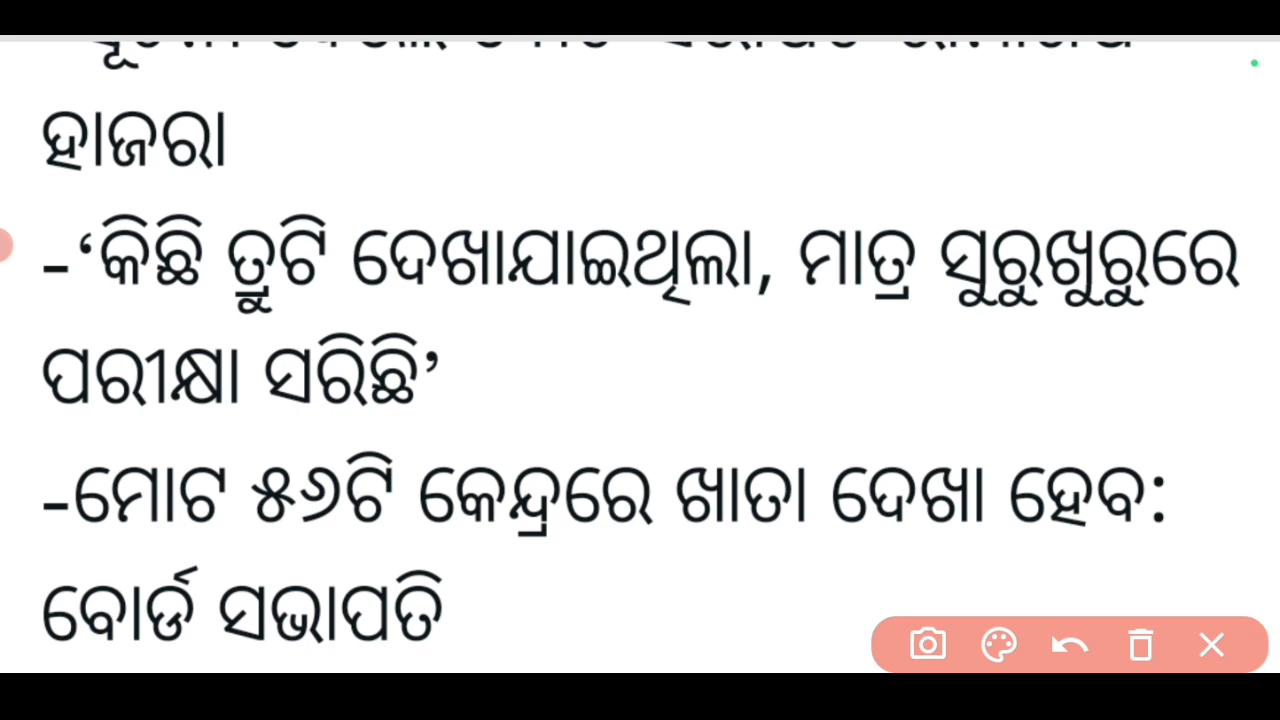 ହାଜରା
-‘କିଛି ତ୍ରୁଟି ଦେଖାଯାଇଥିଲା, ମାତ୍ର ସୁରୁଖୁରୁରେ
ପରୀକ୍ଷା ସରିଛି’
-ମୋଟ ୫୬ଟି କେନ୍ଦ୍ରରେ ଖାତା ଦେଖା ହେବ:
ବୋର୍ଡ ସଭାପତି